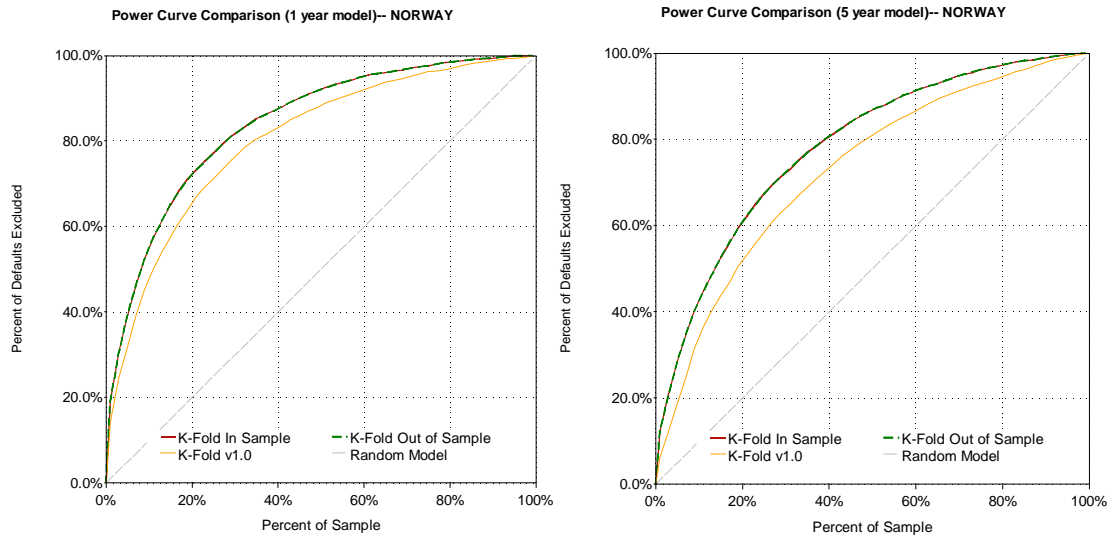 Power Curve Comparison (1 year model)-- NORWAY
100.0%
80.0%
60.0%
40.0%
20.0%
0.0%
Percent of Defaults Excluded
K-Fold In Sample
K-Fold Out of Sample
K-Fold v1.0
Random Model
0%
20%
40%
60%
80%
100%
Percent of Sample
Power Curve Comparison (5 year model)-- NORWAY
100.0%
80.0%
60.0%
40.0%
20.0%
0.0%
Percent of Defaults Excluded
K-Fold In Sample
K-Fold Out of Sample
K-Fold v1.0
Random Model
0%
20%
40%
60%
80%
100%
Percent of Sample